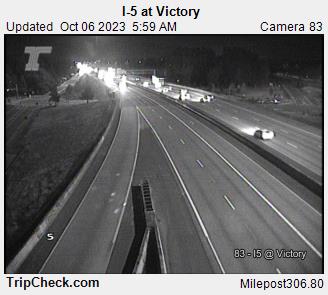 I-5 at Victory
Updated Oct 06 2023 5:59 AM Camera 83
T
5
83 - I5 @ Victory
TripCheck.com Milepost306.80